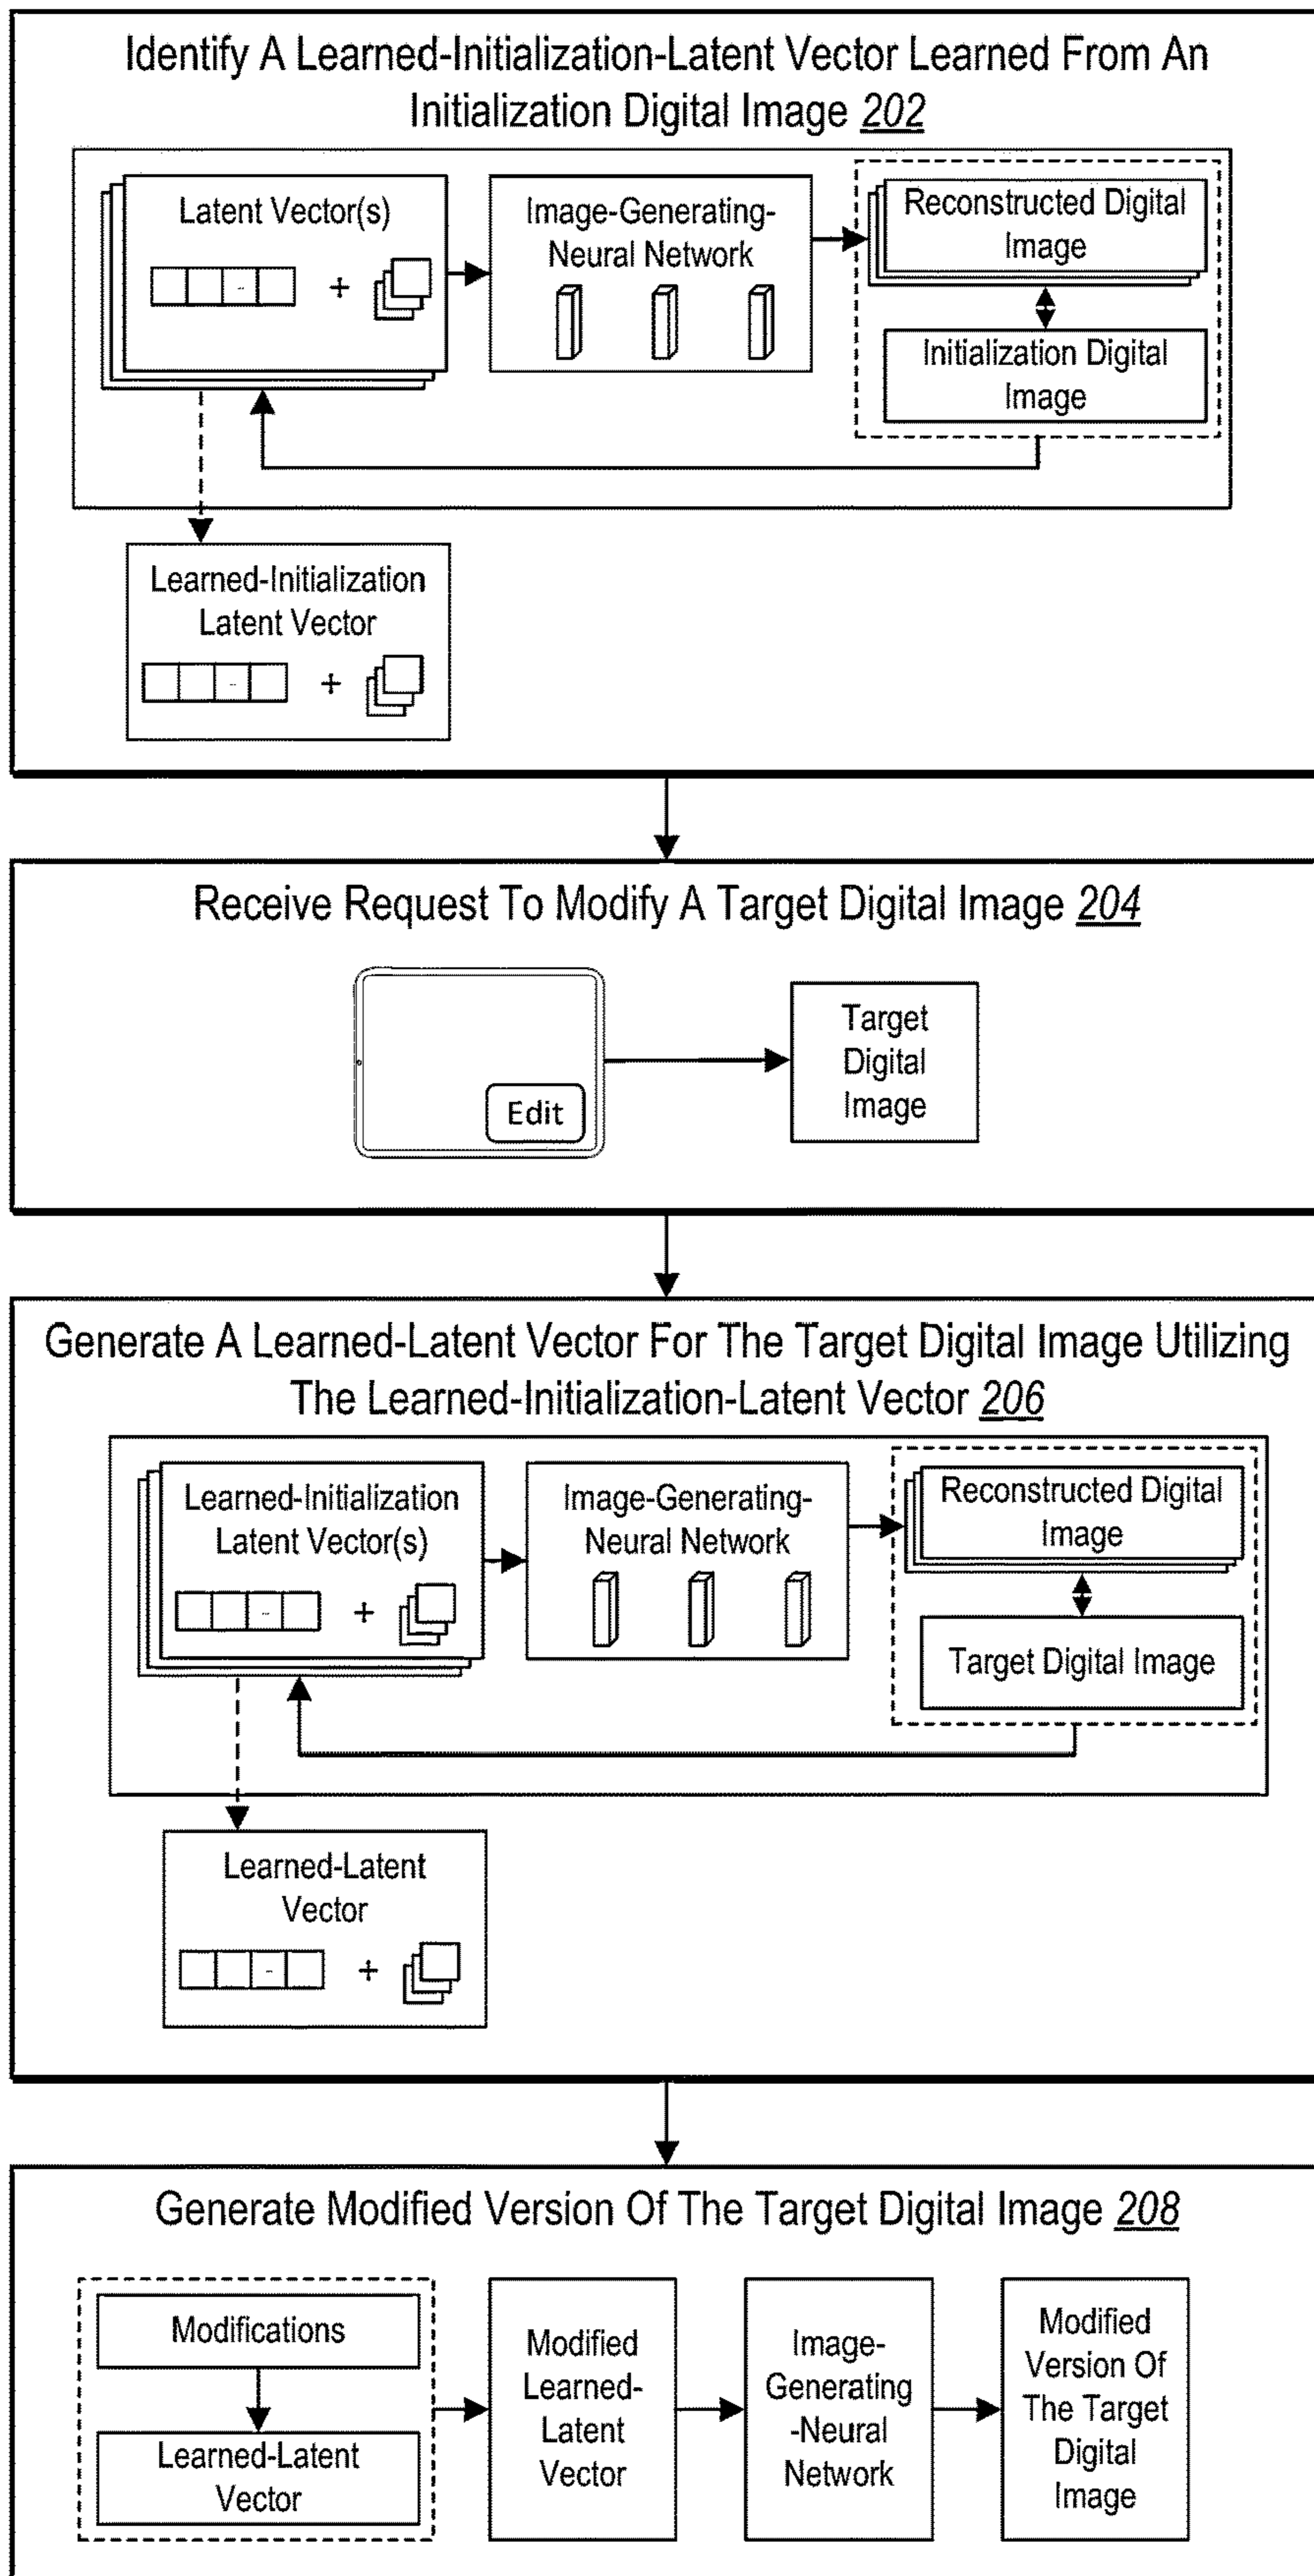 Identify A Learned-Initialization-Latent Vector Learned From An
Initialization Digital Image 202
Latent Vector(s)
+
Image-Generating-
Neural Network
Reconstructed Digital
Image
Initialization Digital
Image
Learned-Initialization
Latent Vector
+
Receive Request To Modify A Target Digital Image 204
Edit
Target
Digital
Image
Generate A Learned-Latent Vector For The Target Digital Image Utilizing
The Learned-Initialization-Latent Vector 206
Learned-Initialization
Latent Vector(s)
+
Image-Generating-
Neural Network
Reconstructed Digital
Image
Target Digital Image
Learned-Latent
Vector
+
Generate Modified Version Of The Target Digital Image 208
Modifications
Learned-Latent
Vector
Modified
Learned-
Latent
Vector
Image-
Generating
-Neural
Network
Modified
Version Of
The Target
Digital
Image